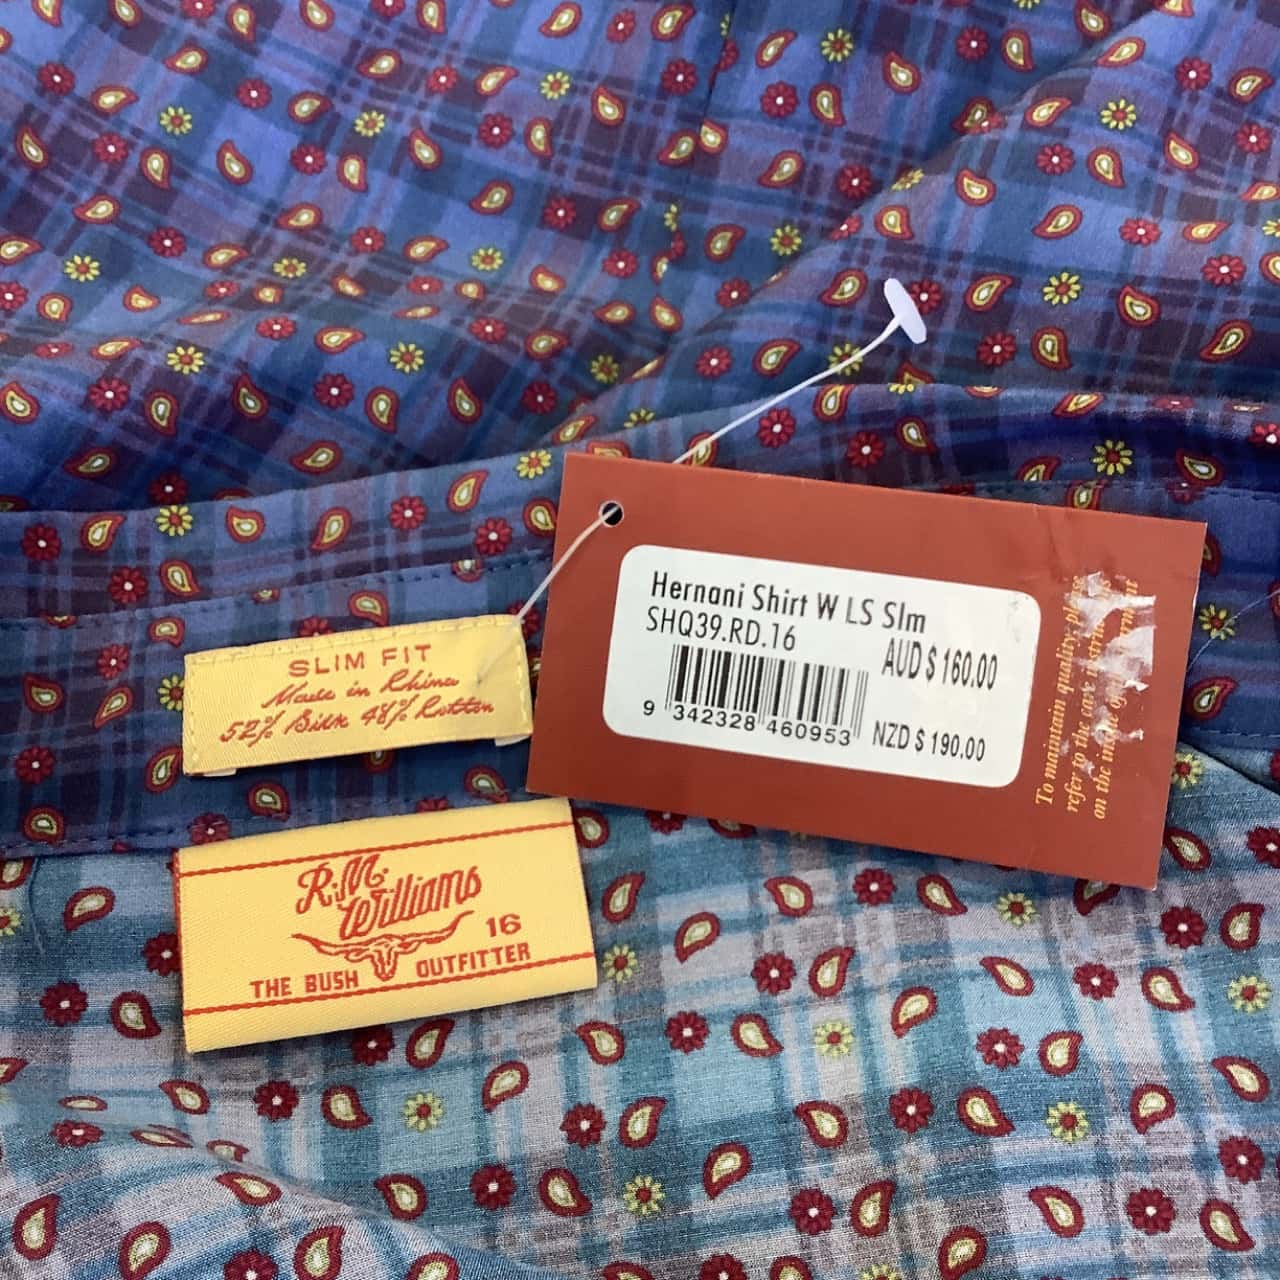 Hernani Shirt W LS Slm
SHQ39.RD.16
AUD $ 160.00
9 342328 460953
NZD $ 190.00
To maintain quality, please
refer to the care
on the
SLIM FIT
Made in China
52% Silk 48% Cotton
R.M.
Williams
16
THE BUSH OUTFITTER